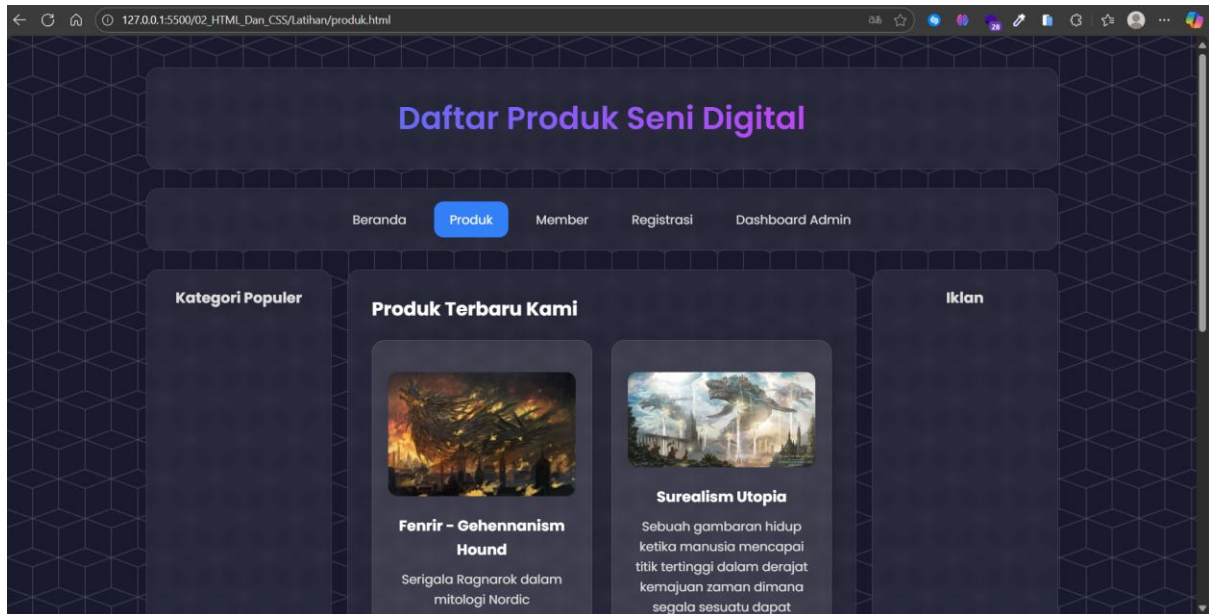 127.0.0.1:5500/02_HTML_Dan_CSS/Latihan/produk.html
28
Daftar Produk Seni Digital
Beranda Produk Member Registrasi Dashboard Admin
Kategori Populer
Produk Terbaru Kami
Fenrir - Gehennanism
Hound
Serigala Ragnarok dalam
mitologi Nordic
Surealism Utopia
Sebuah gambaran hidup
ketika manusia mencapai
titik tertinggi dalam derajat
kemajuan zaman dimana
segala sesuatu dapat
Iklan